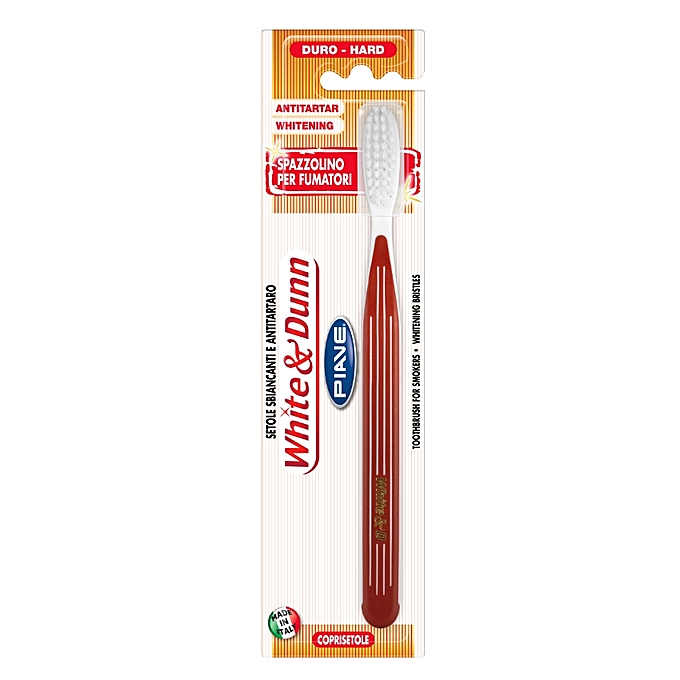 DURO - HARD
ANTITARTAR
WHITENING
SPAZZOLINO
PER FUMATORI
SETOLE SBIANCANTI E ANTITARTARO
White & Dunn
PIAVE
TOOTHBRUSH FOR SMOKERS • WHITENING BRISTLES
White & D
MADE
IN
ITALY
COPRISETOLE